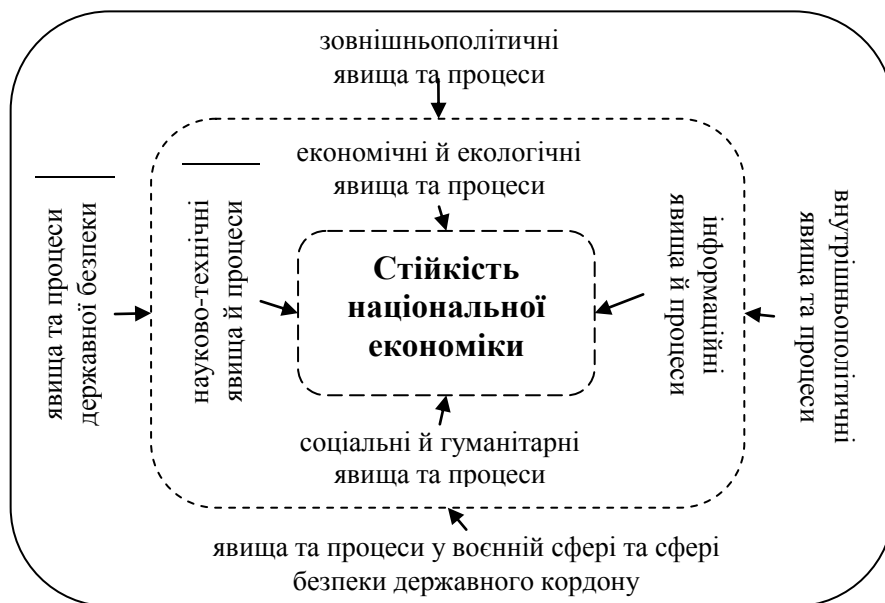 зовнішньополітичні
явища та процеси
економічні й екологічні
явища та процеси
явища та процеси
державної безпеки
науково-технічні
явища й процеси
Стійкість
національної
економіки
інформаційні
явища й процеси
внутрішньополітичні
явища та процеси
соціальні й гуманітарні
явища та процеси
явища та процеси у воєнній сфері та сфері
безпеки державного кордону